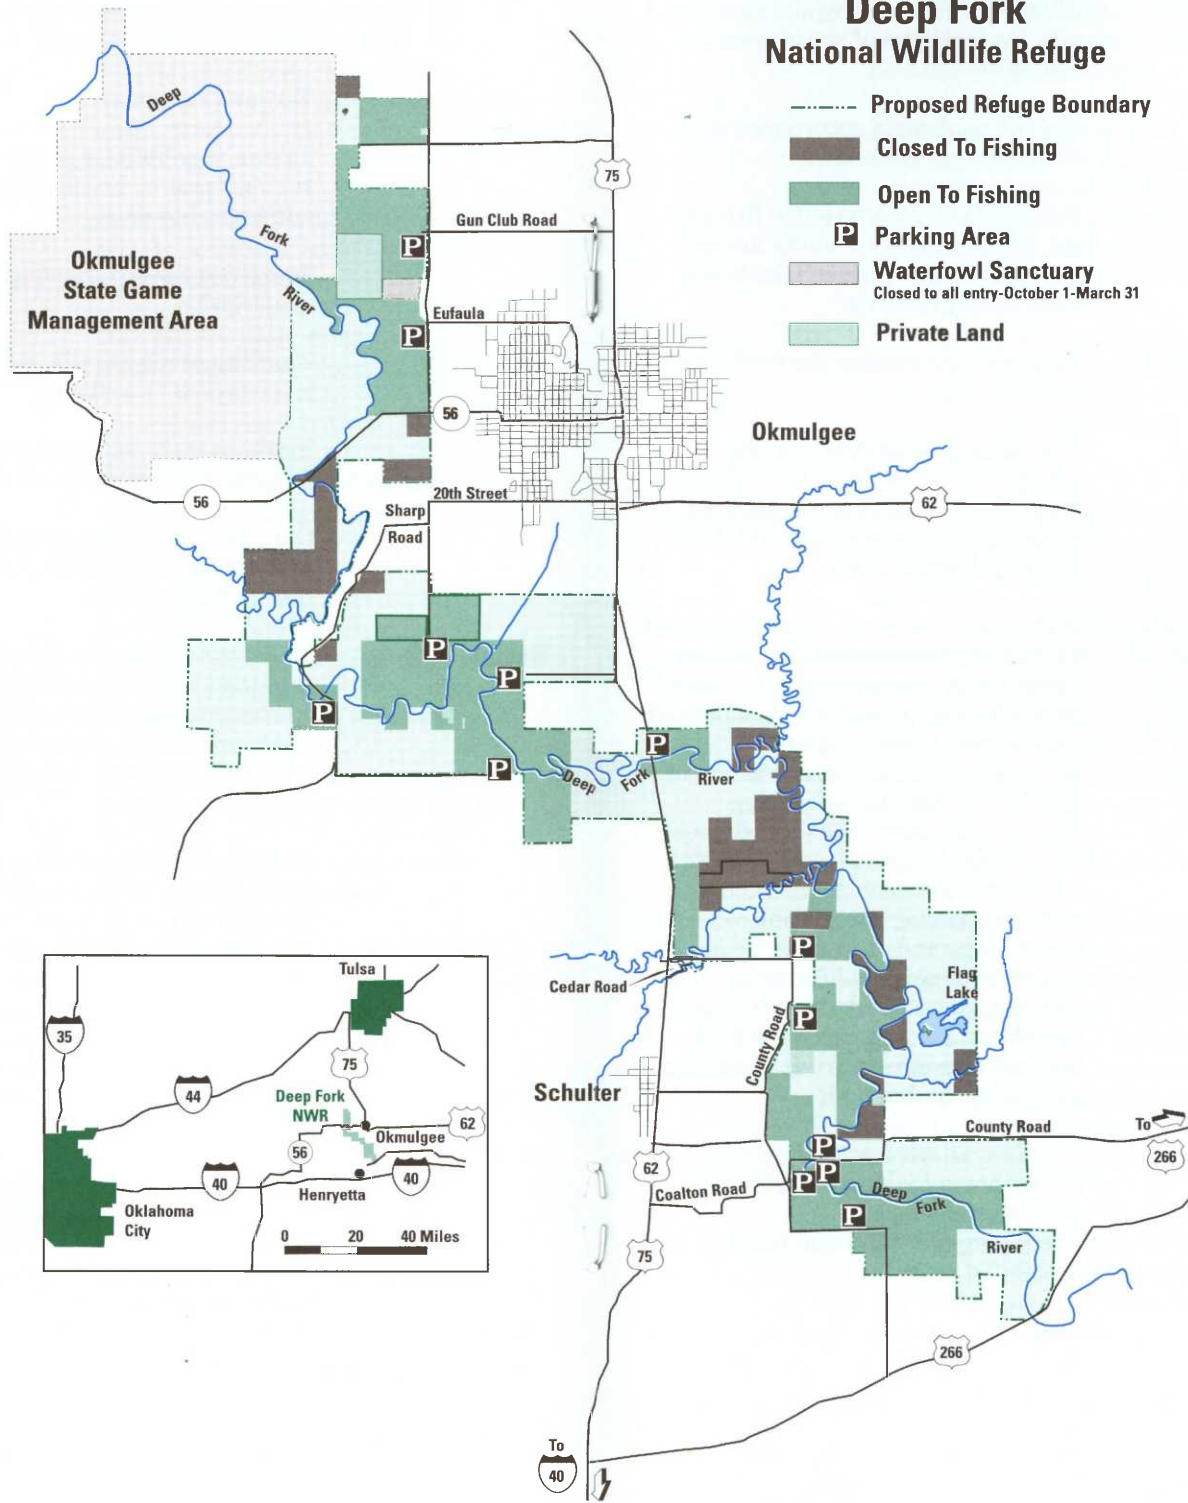 Deep Fork
National Wildlife Refuge
Proposed Refuge Boundary
Closed To Fishing
Open To Fishing
P Parking Area
Waterfowl Sanctuary
Closed to all entry-October 1-March 31
Private Land
Deep
Fork
River
75
Gun Club Road
P
Okmulgee
State Game
Management Area
Eufaula
P
56
Okmulgee
56
20th Street
62
Sharp
Road
P
P
P
P
P
Deep
Fork
River
P
Cedar Road
Flag
Lake
P
County Road
Schulter
County Road
To
266
P
62
P
P
Coalton Road
Deep
Fork
P
River
75
266
To
40
Tulsa
35
75
44
Deep Fork
NWR
62
Okmulgee
56
40
40
Henryetta
Oklahoma
City
0 20 40 Miles